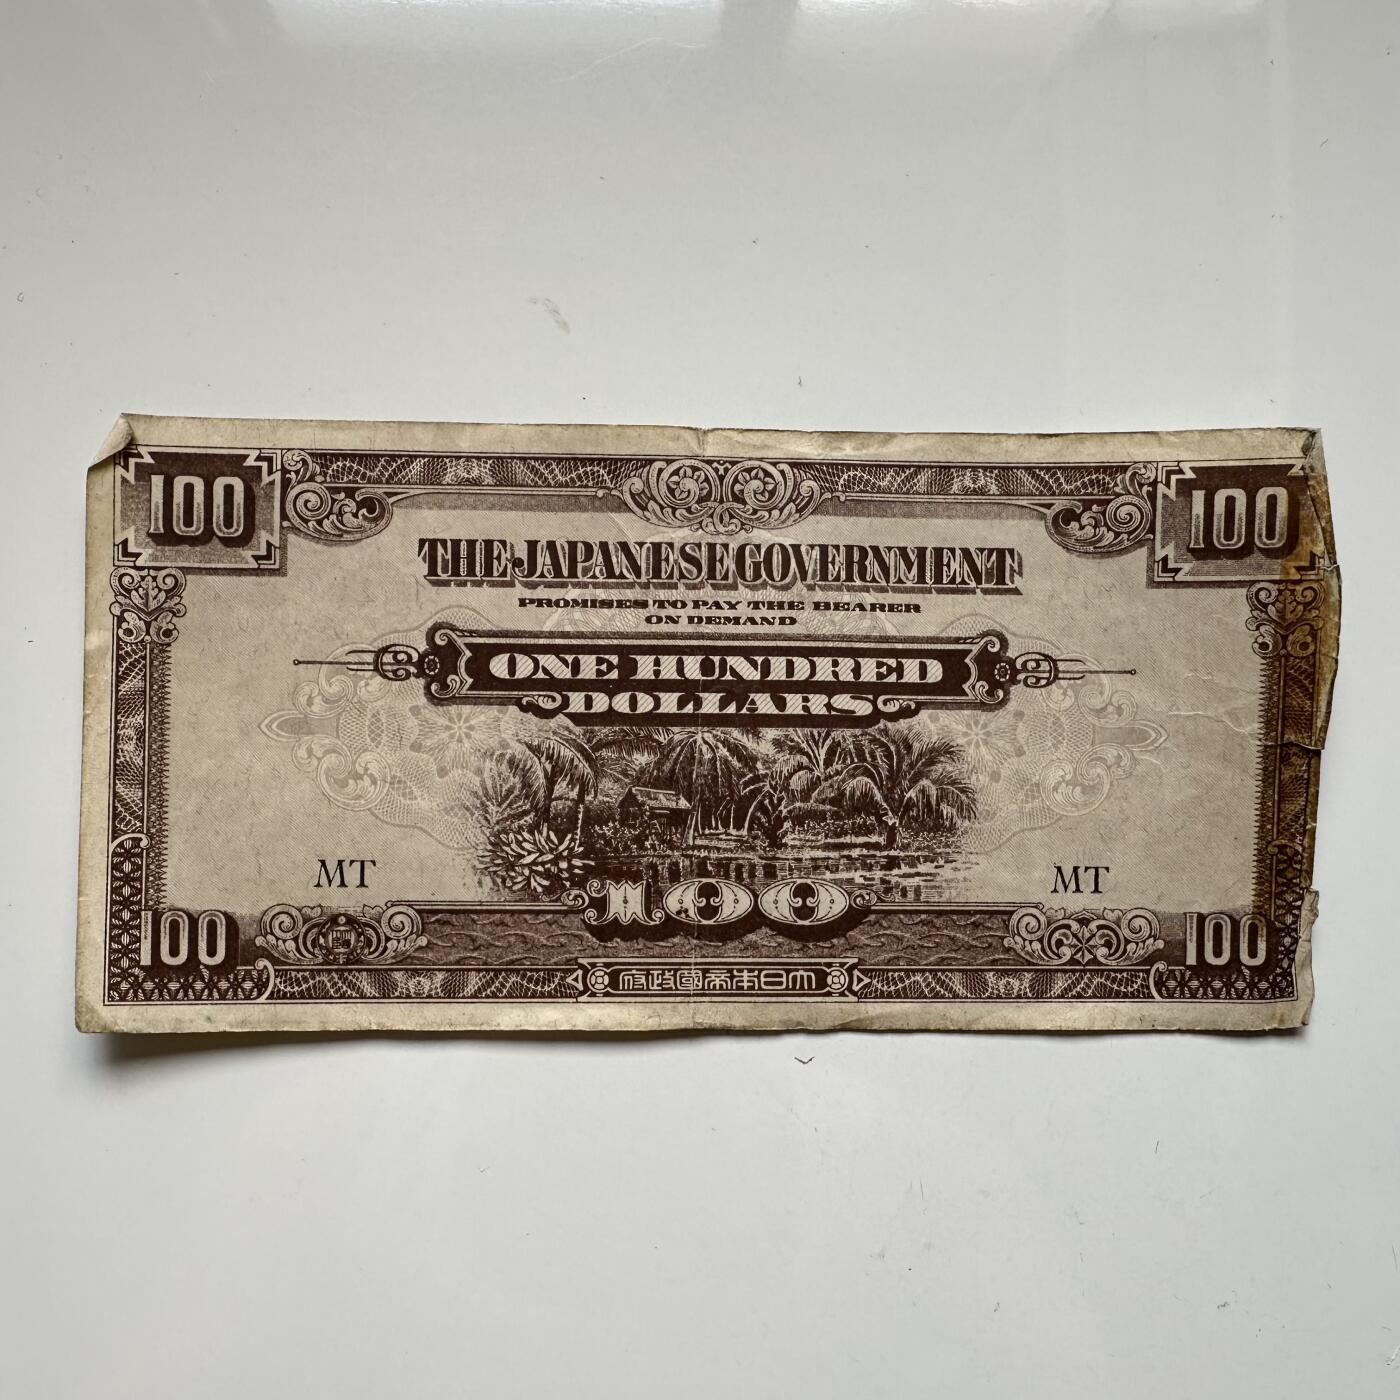 100 100
THE JAPANESE GOVERNMENT
PROMISES TO PAY THE BEARER
ON DEMAND
ONE HUNDRED
DOLLARS
MT MT
100 100 100
府政國帝本日大